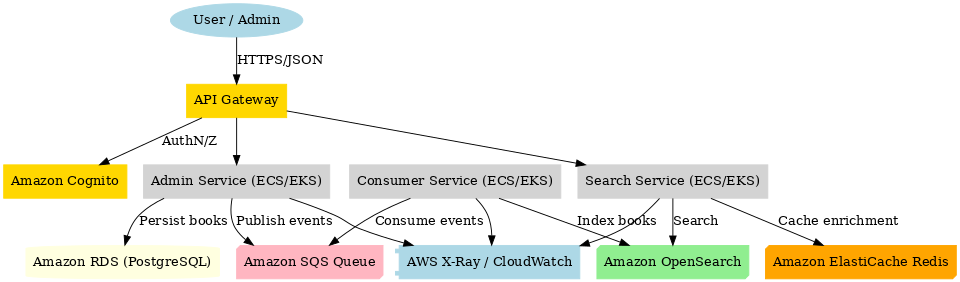 User / Admin
HTTPS/JSON
API Gateway
AuthN/Z
Amazon Cognito
Admin Service (ECS/EKS)
Consumer Service (ECS/EKS)
Search Service (ECS/EKS)
Persist books
Publish events
Consume events
Index books
Search
Cache enrichment
Amazon RDS (PostgreSQL)
Amazon SQS Queue
AWS X-Ray / CloudWatch
Amazon OpenSearch
Amazon ElastiCache Redis